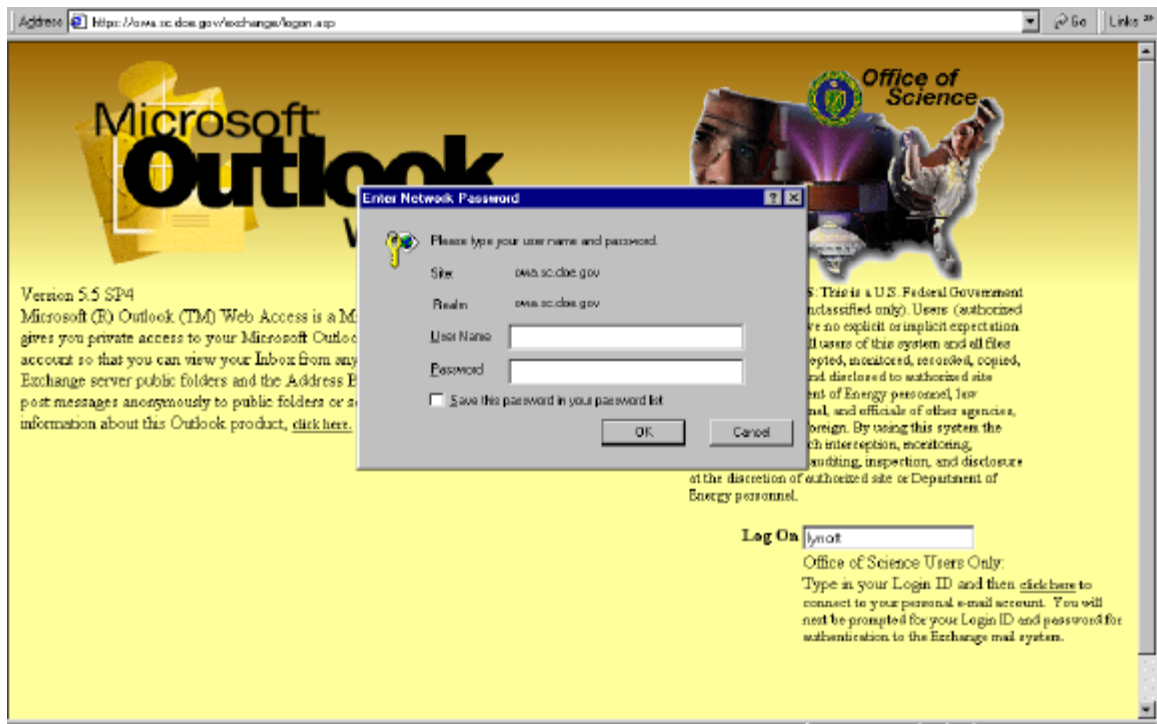 Address https://owa.sc.doe.gov/exchange/logon.asp Go Links »
Microsoft
Outlook
W
Office of
Science
Enter Network Password
Please type your user name and password.
Site: owa.sc.doe.gov
Realm owa.sc.doe.gov
User Name
Password
Save this password in your password list
OK Cancel
Version 5.5 SP4
Microsoft (R) Outlook (TM) Web Access is a M
gives you private access to your Microsoft Outlo
account so that you can view your Inbox from any
Exchange server public folders and the Address B
post messages anonymously to public folders or s
information about this Outlook product, click here.
S: This is a U.S. Federal Government
nclassified only). Users (authorized
ve no explicit or implicit expectation
ll users of this system and all files
epted, monitored, recorded, copied,
nd disclosed to authorized site
ent of Energy personnel, law
nel, and officials of other agencies,
oreign. By using this system the
ch interception, monitoring,
auditing, inspection, and disclosure
at the discretion of authorized site or Department of
Energy personnel.
Log On
Office of Science Users Only:
Type in your Login ID and then click here to
connect to your personal e-mail account. You will
next be prompted for your Login ID and password for
authentication to the Exchange mail system.